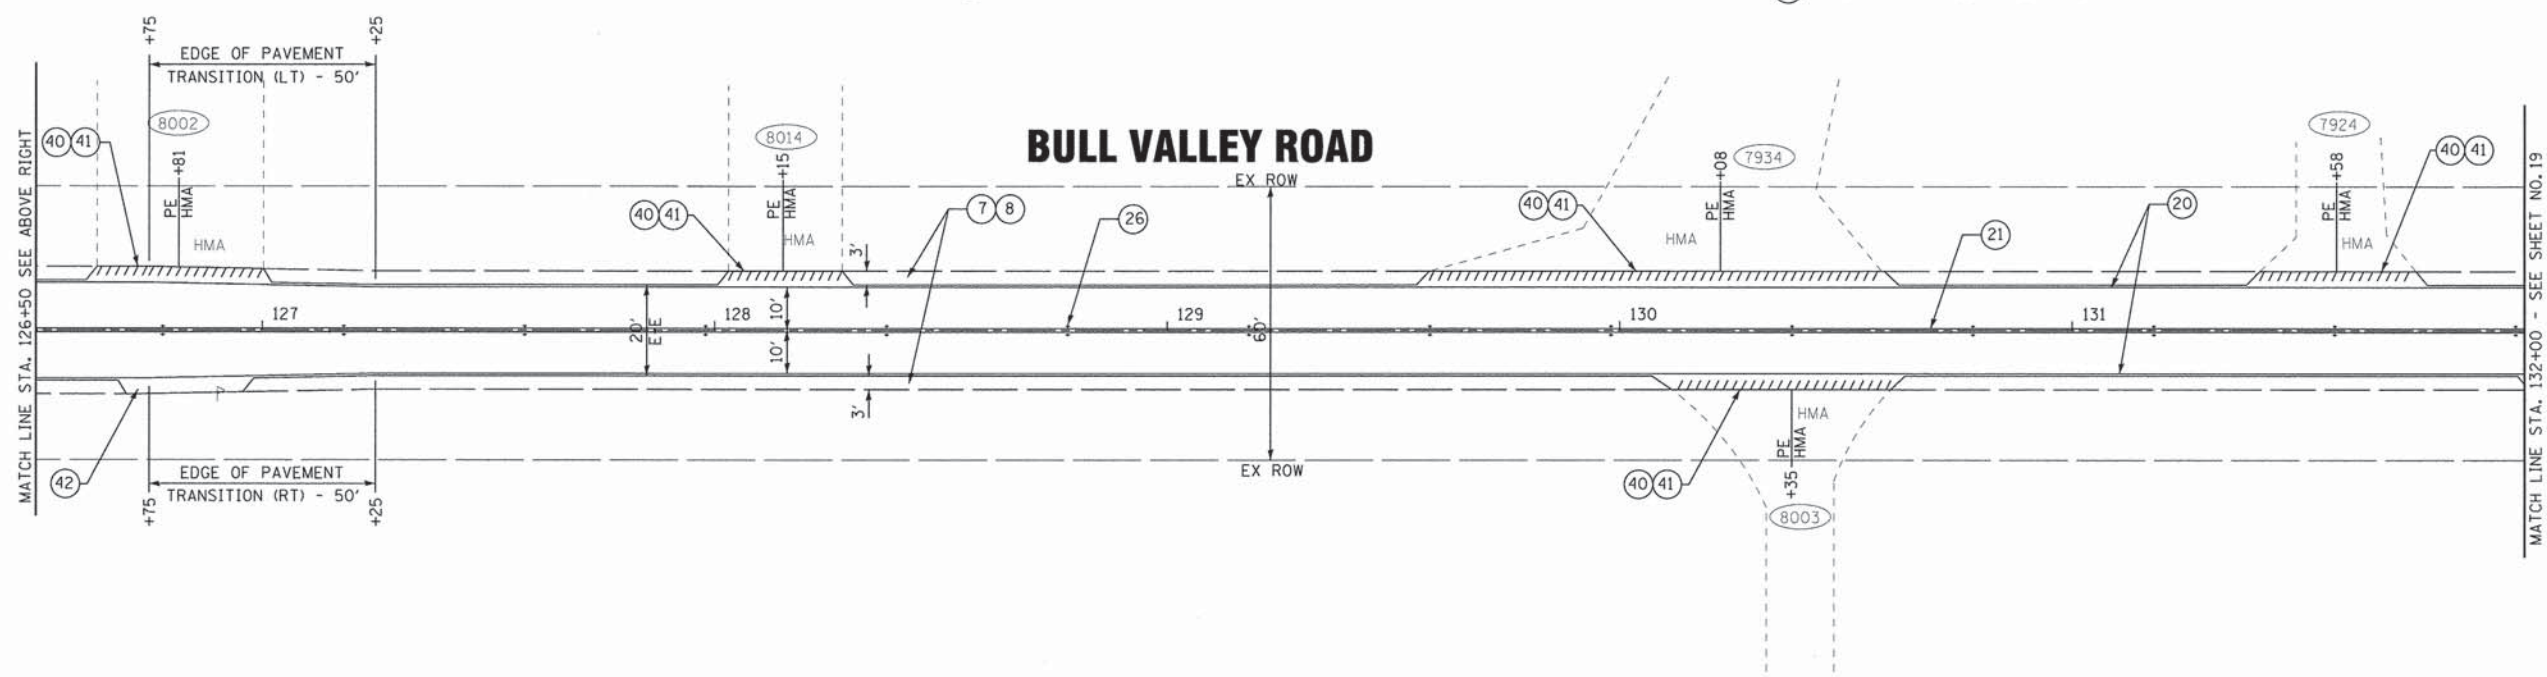 +75
+25
EDGE OF PAVEMENT
TRANSITION (LT) - 50'
MATCH LINE STA. 126+50 SEE ABOVE RIGHT
40 41
8002
+81
PE
HMA
HMA
8014
+15
PE
HMA
HMA
40 41
3'
7 8
26
BULL VALLEY ROAD
EX ROW
40 41
+08
7934
PE
HMA
HMA
21
20
7924
+58
PE
HMA
HMA
40 41
127
128
129
130
131
20'
E-E
10'
10'
60'
3'
42
EDGE OF PAVEMENT
TRANSITION (RT) - 50'
+75
+25
EX ROW
HMA
PE
HMA
+35
40 41
8003
MATCH LINE STA. 132+00 - SEE SHEET NO. 19